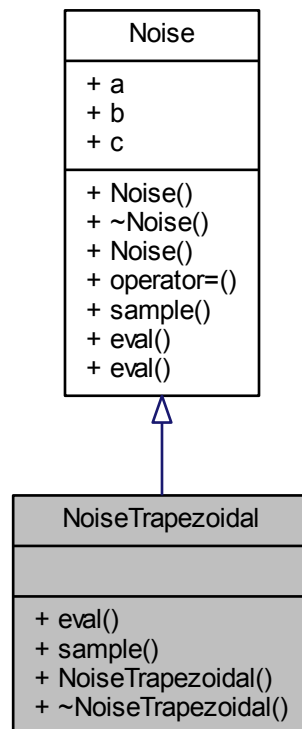 Noise
+ a
+ b
+ c
+ Noise()
+ ~Noise()
+ Noise()
+ operator=()
+ sample()
+ eval()
+ eval()
NoiseTrapezoidal
+ eval()
+ sample()
+ NoiseTrapezoidal()
+ ~NoiseTrapezoidal()